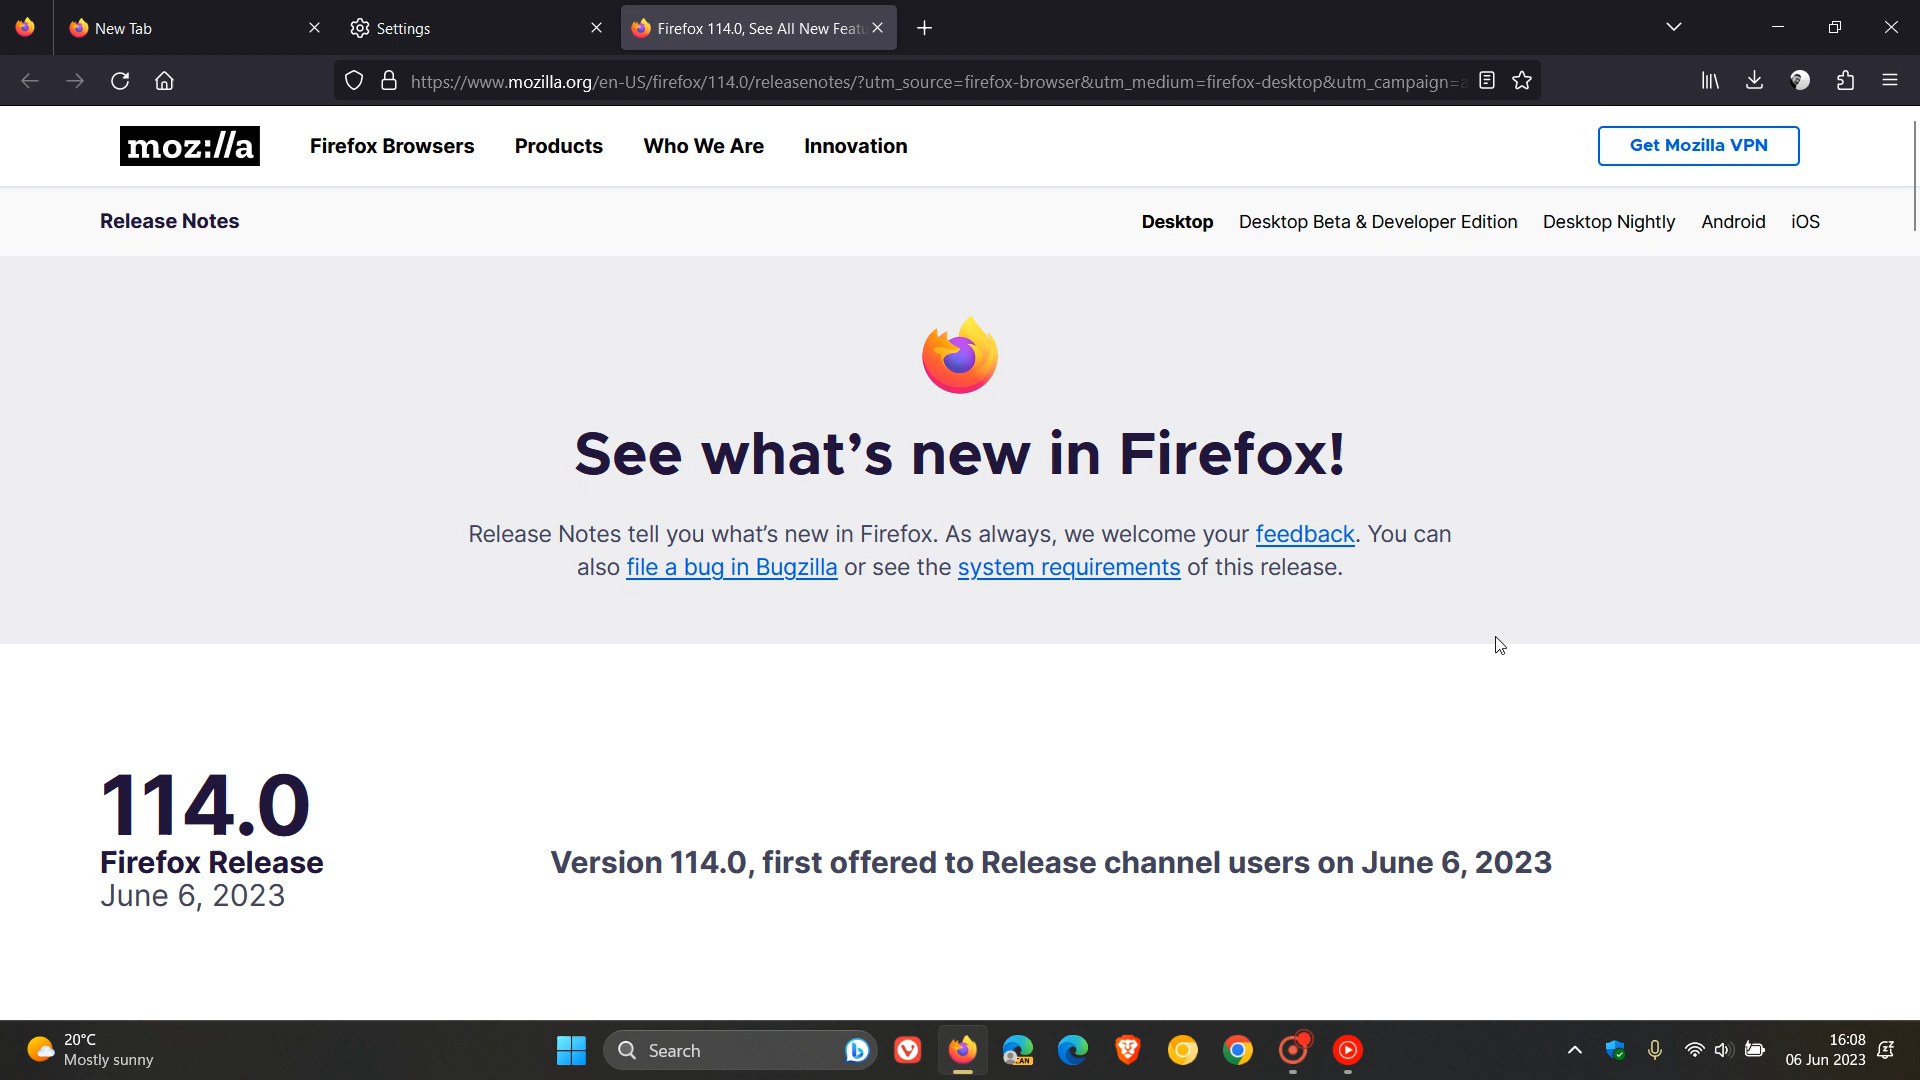 New Tab
Settings
Firefox 114.0, See All New Featu
https://www.mozilla.org/en-US/firefox/114.0/releasenotes/?utm_source=firefox-browser&utm_medium=firefox-desktop&utm_campaign=a
moz://a
Firefox Browsers
Products
Who We Are
Innovation
Get Mozilla VPN
Release Notes
Desktop
Desktop Beta & Developer Edition
Desktop Nightly
Android
iOS
See what’s new in Firefox!
Release Notes tell you what’s new in Firefox. As always, we welcome your feedback. You can
also file a bug in Bugzilla or see the system requirements of this release.
114.0
Firefox Release
June 6, 2023
Version 114.0, first offered to Release channel users on June 6, 2023
20°C
Mostly sunny
Search
CAN
16:08
06 Jun 2023